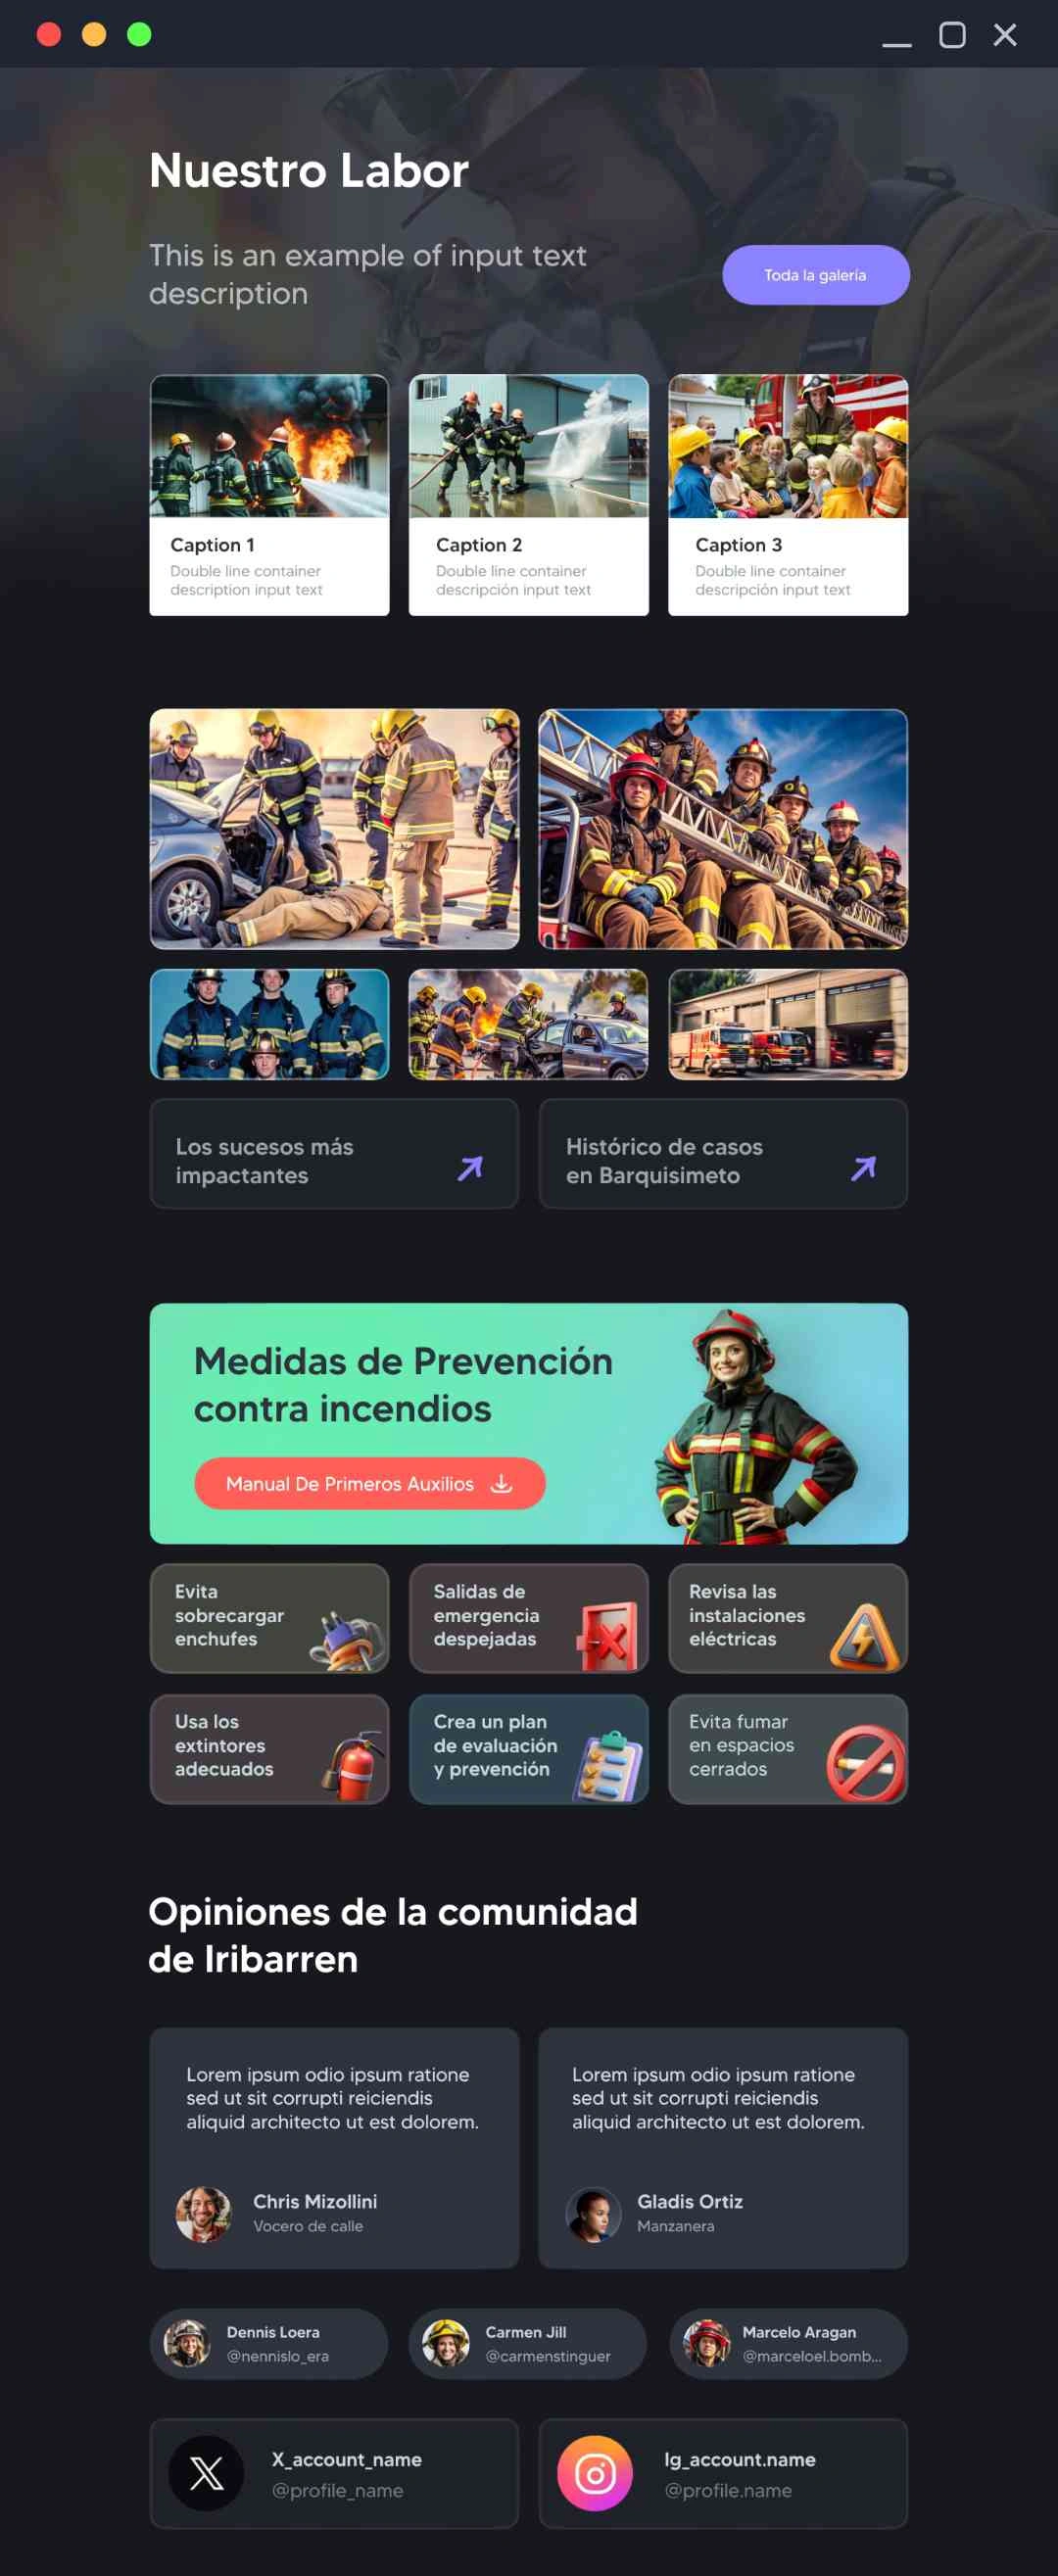 Nuestro Labor
This is an example of input text
description
Toda la galería
Caption 1
Double line container
description input text
Caption 2
Double line container
descripción input text
Caption 3
Double line container
descripción input text
Los sucesos más
impactantes
Histórico de casos
en Barquisimeto
Medidas de Prevención
contra incendios
Manual De Primeros Auxilios
Evita
sobrecargar
enchufes
Salidas de
emergencia
despejadas
Revisa las
instalaciones
eléctricas
Usa los
extintores
adecuados
Crea un plan
de evaluación
y prevención
Evita fumar
en espacios
cerrados
Opiniones de la comunidad
de Iribarren
Lorem ipsum odio ipsum ratione
sed ut sit corrupti reiciendis
aliquid architecto ut est dolorem.
Chris Mizollini
Vocero de calle
Lorem ipsum odio ipsum ratione
sed ut sit corrupti reiciendis
aliquid architecto ut est dolorem.
Gladis Ortiz
Manzanera
Dennis Loera
@nennislo_era
Carmen Jill
@carmenstinguer
Marcelo Aragan
@marceloel.bomb...
X_account_name
@profile_name
Ig_account.name
@profile.name